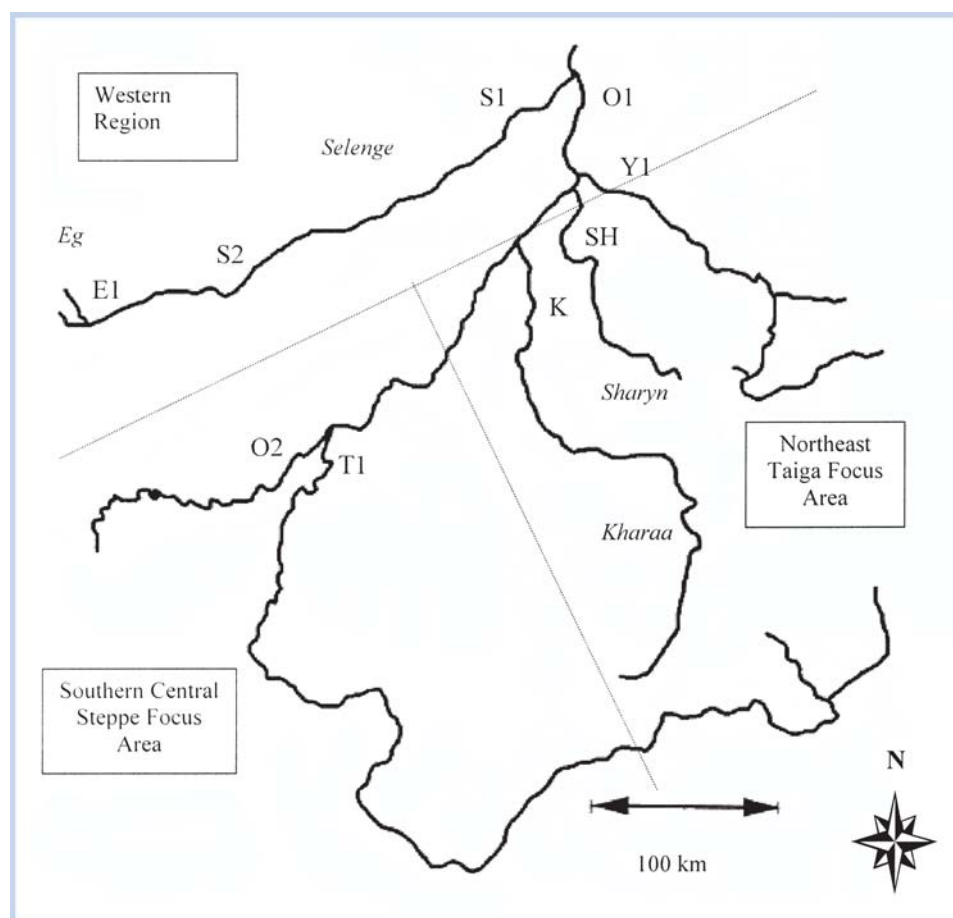 Western
Region
S1
O1
Selenge
Y1
Eg
S2
SH
E1
K
Sharyn
O2
T1
Northeast
Taiga Focus
Area
Kharaa
Southern Central
Steppe Focus
Area
N
100 km